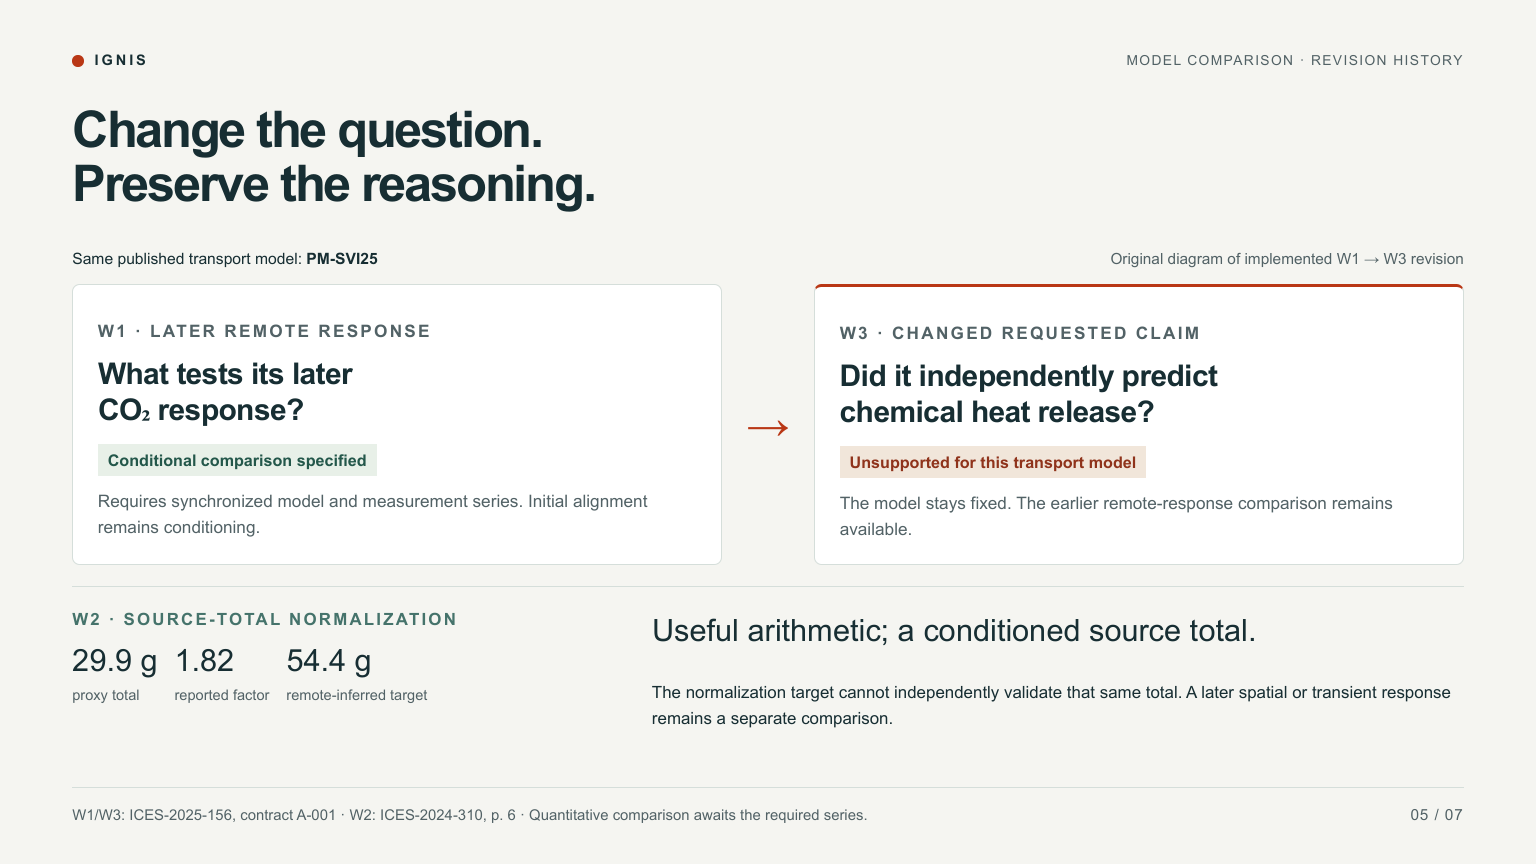 IGNIS
MODEL COMPARISON · REVISION HISTORY
Change the question.
Preserve the reasoning.
Same published transport model: PM-SVI25
Original diagram of implemented W1 → W3 revision
W1 · LATER REMOTE RESPONSE
What tests its later
CO₂ response?
Conditional comparison specified
Requires synchronized model and measurement series. Initial alignment
remains conditioning.
→
W3 · CHANGED REQUESTED CLAIM
Did it independently predict
chemical heat release?
Unsupported for this transport model
The model stays fixed. The earlier remote-response comparison remains
available.
W2 · SOURCE-TOTAL NORMALIZATION
29.9 g 1.82 54.4 g
proxy total reported factor remote-inferred target
Useful arithmetic; a conditioned source total.
The normalization target cannot independently validate that same total. A later spatial or transient response
remains a separate comparison.
W1/W3: ICES-2025-156, contract A-001 · W2: ICES-2024-310, p. 6 · Quantitative comparison awaits the required series.
05 / 07